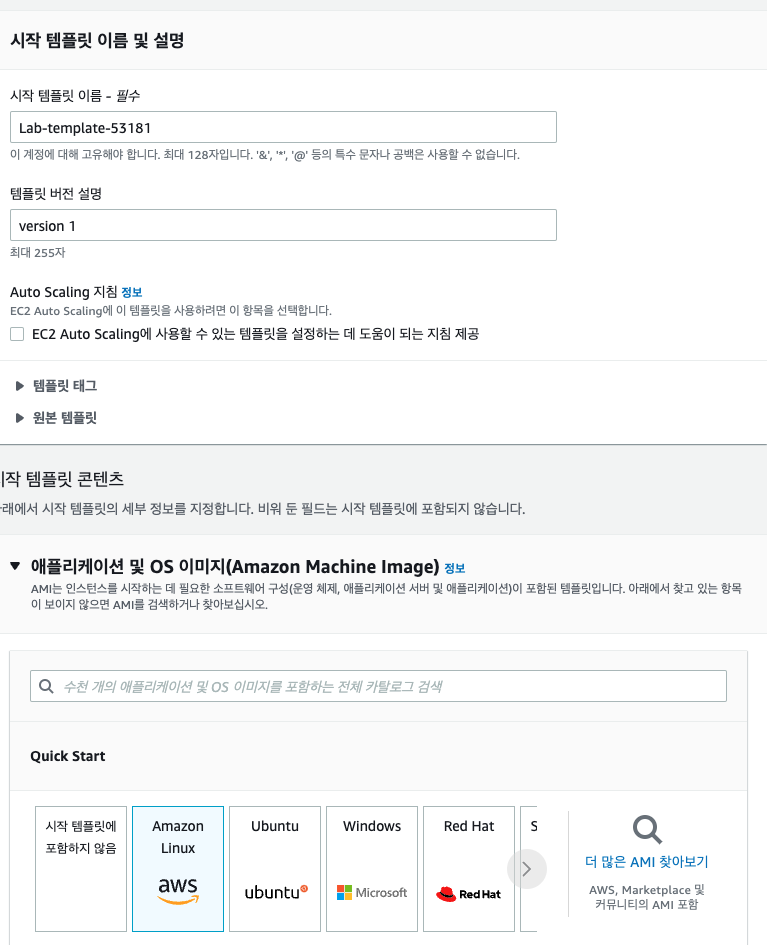 시작 템플릿 이름 및 설명
시작 템플릿 이름 - 필수
Lab-template-53181
이 계정에 대해 고유해야 합니다. 최대 128자입니다. '&', '*', '@' 등의 특수 문자나 공백은 사용할 수 없습니다.
템플릿 버전 설명
version 1
최대 255자
Auto Scaling 지침 정보
EC2 Auto Scaling에 이 템플릿을 사용하려면 이 항목을 선택합니다.
EC2 Auto Scaling에 사용할 수 있는 템플릿을 설정하는 데 도움이 되는 지침 제공
템플릿 태그
원본 템플릿
작 템플릿 콘텐츠
래에서 시작 템플릿의 세부 정보를 지정합니다. 비워 둔 필드는 시작 템플릿에 포함되지 않습니다.
애플리케이션 및 OS 이미지(Amazon Machine Image) 정보
AMI는 인스턴스를 시작하는 데 필요한 소프트웨어 구성(운영 체제, 애플리케이션 서버 및 애플리케이션)이 포함된 템플릿입니다. 아래에서 찾고 있는 항목
이 보이지 않으면 AMI를 검색하거나 찾아보십시오.
수천 개의 애플리케이션 및 OS 이미지를 포함하는 전체 카탈로그 검색
Quick Start
시작 템플릿에
포함하지 않음
Amazon
Linux
aws
Ubuntu
ubuntu
Windows
Microsoft
Red Hat
Red Hat
S
더 많은 AMI 찾아보기
AWS, Marketplace 및
커뮤니티의 AMI 포함